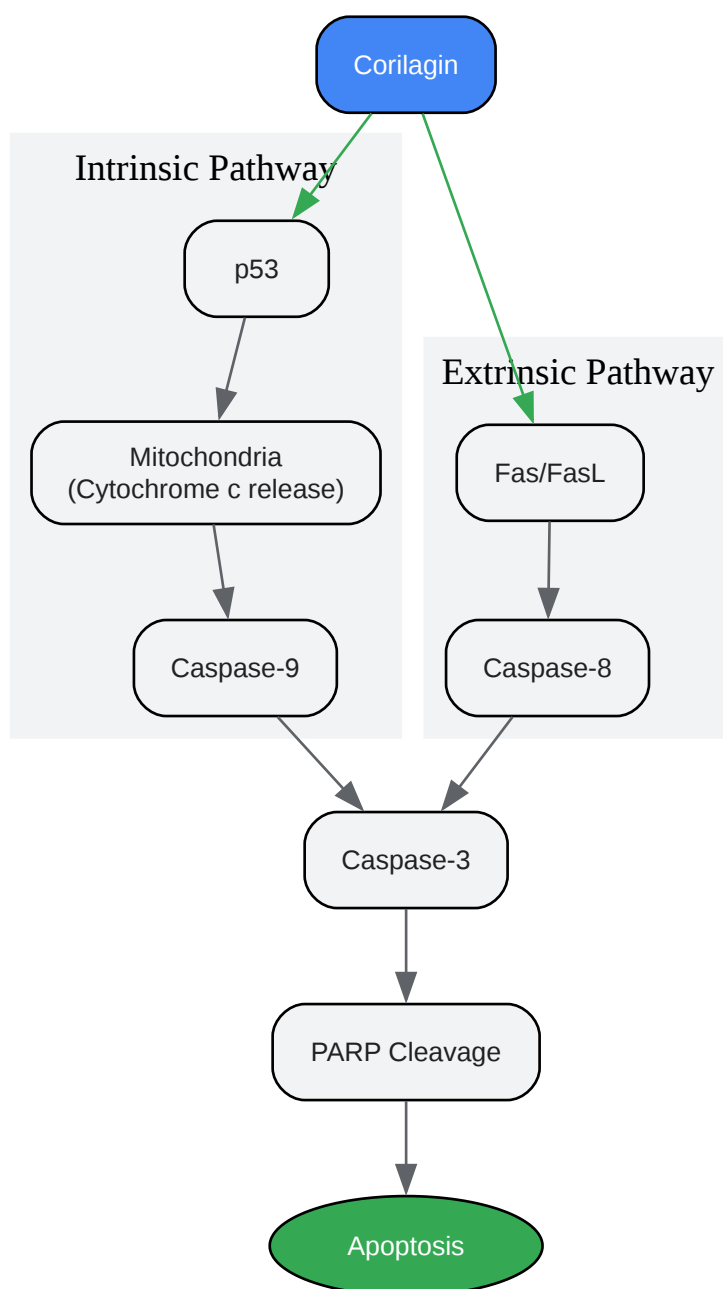 Corilagin
Intrinsic Pathway
p53
Mitochondria
(Cytochrome c release)
Caspase-9
Extrinsic Pathway
Fas/FasL
Caspase-8
Caspase-3
PARP Cleavage
Apoptosis